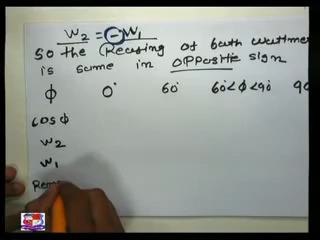 W₂ = -W₁
So the Reading of both wattme
is same in opposite sign
ϕ 0° 60° 60<ϕ<90 90
cosϕ
W₂
W₁
Rem